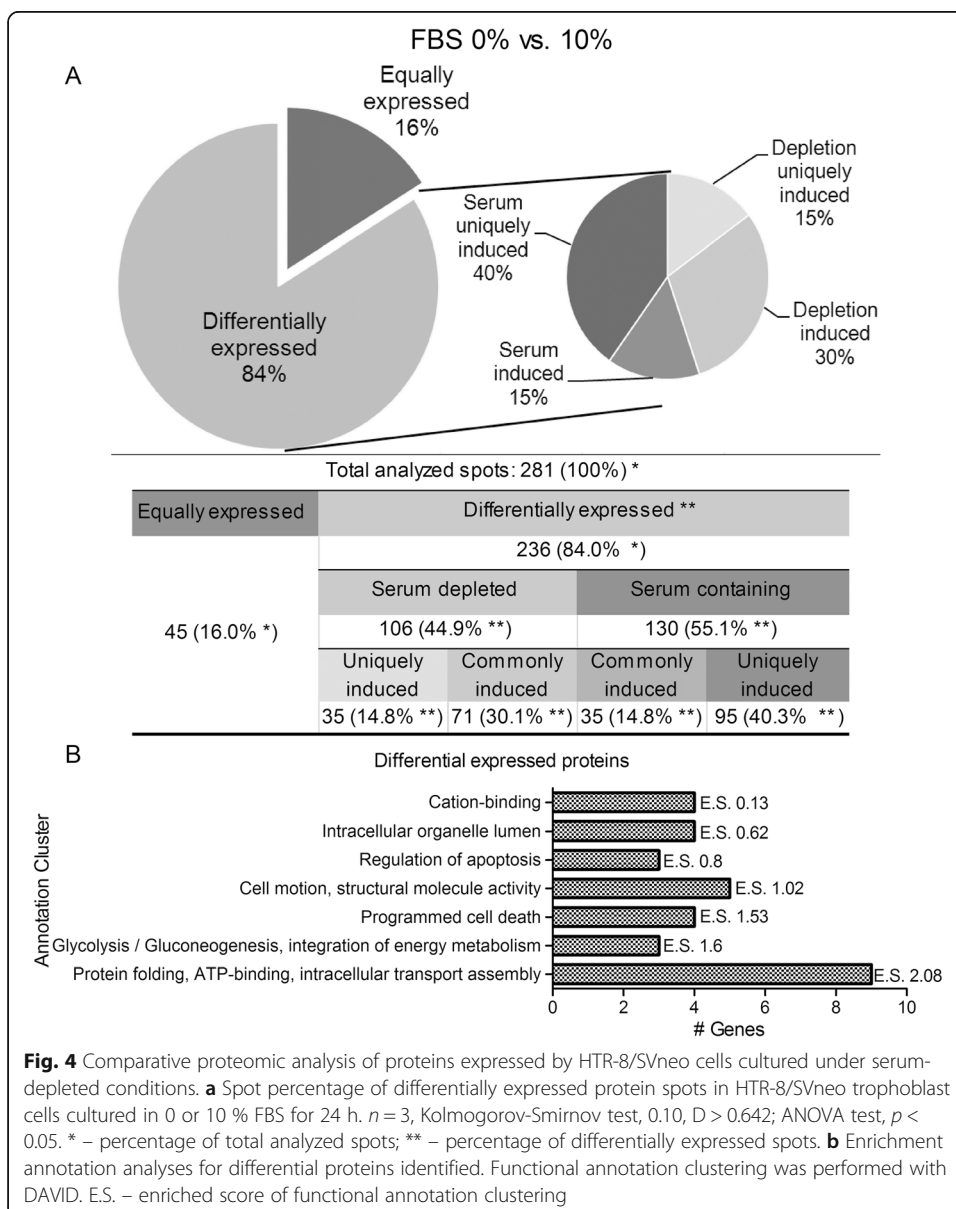 FBS 0% vs. 10%
A
Equally
expressed
16%
Differentially
expressed
84%
Serum
uniquely
induced
40%
Serum
induced
15%
Depletion
uniquely
induced
15%
Depletion
induced
30%
Total analyzed spots: 281 (100%) *
Equally expressed
Differentially expressed **
236 (84.0% *)
Serum depleted
Serum containing
45 (16.0% *)
106 (44.9% **)
130 (55.1% **)
Uniquely induced
Commonly induced
Commonly induced
Uniquely induced
35 (14.8% **)
71 (30.1% **)
35 (14.8% **)
95 (40.3% **)
B
Differential expressed proteins
Annotation Cluster
Cation-binding
E.S. 0.13
Intracellular organelle lumen
E.S. 0.62
Regulation of apoptosis
E.S. 0.8
Cell motion, structural molecule activity
E.S. 1.02
Programmed cell death
E.S. 1.53
Glycolysis / Gluconeogenesis, integration of energy metabolism
E.S. 1.6
Protein folding, ATP-binding, intracellular transport assembly
E.S. 2.08
0 2 4 6 8 10
# Genes
Fig. 4 Comparative proteomic analysis of proteins expressed by HTR-8/SVneo cells cultured under serum-
depleted conditions. a Spot percentage of differentially expressed protein spots in HTR-8/SVneo trophoblast
cells cultured in 0 or 10 % FBS for 24 h. n = 3, Kolmogorov-Smirnov test, 0.10, D > 0.642; ANOVA test, p <
0.05. * – percentage of total analyzed spots; ** – percentage of differentially expressed spots. b Enrichment
annotation analyses for differential proteins identified. Functional annotation clustering was performed with
DAVID. E.S. – enriched score of functional annotation clustering